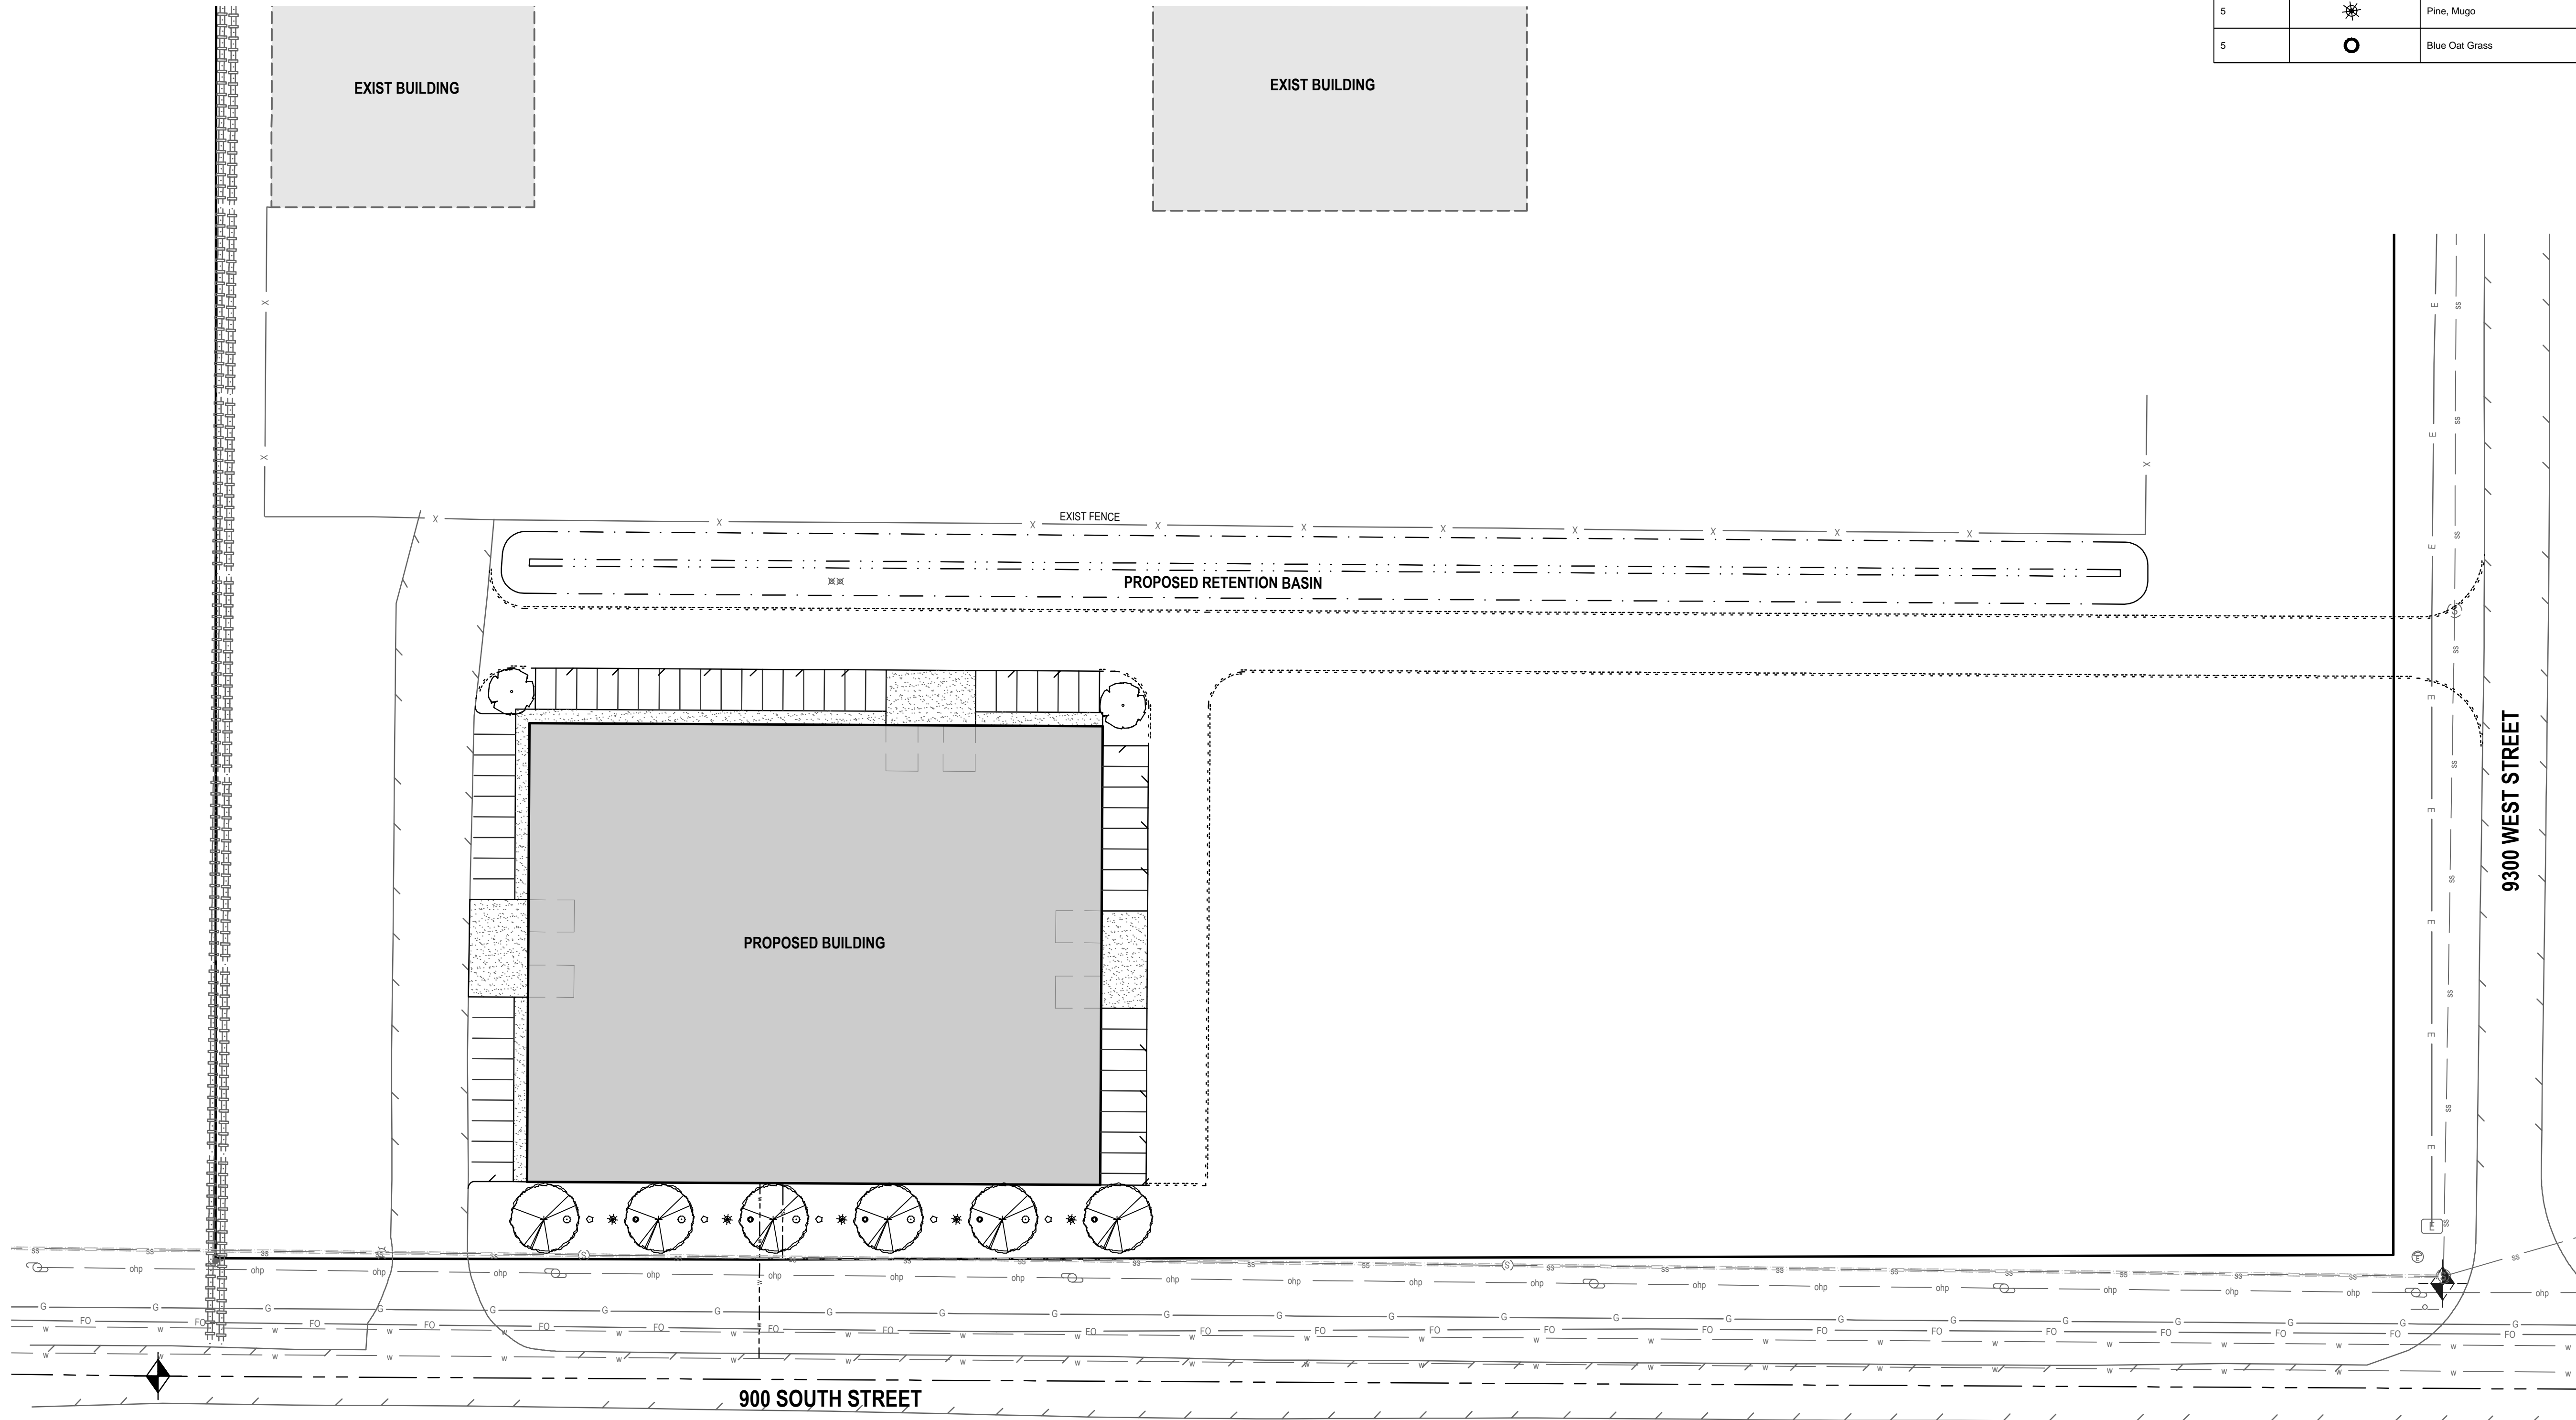 5 Pine, Mugo
5 Blue Oat Grass
EXIST BUILDING
EXIST BUILDING
EXIST FENCE
PROPOSED RETENTION BASIN
9300 WEST STREET
PROPOSED BUILDING
900 SOUTH STREET